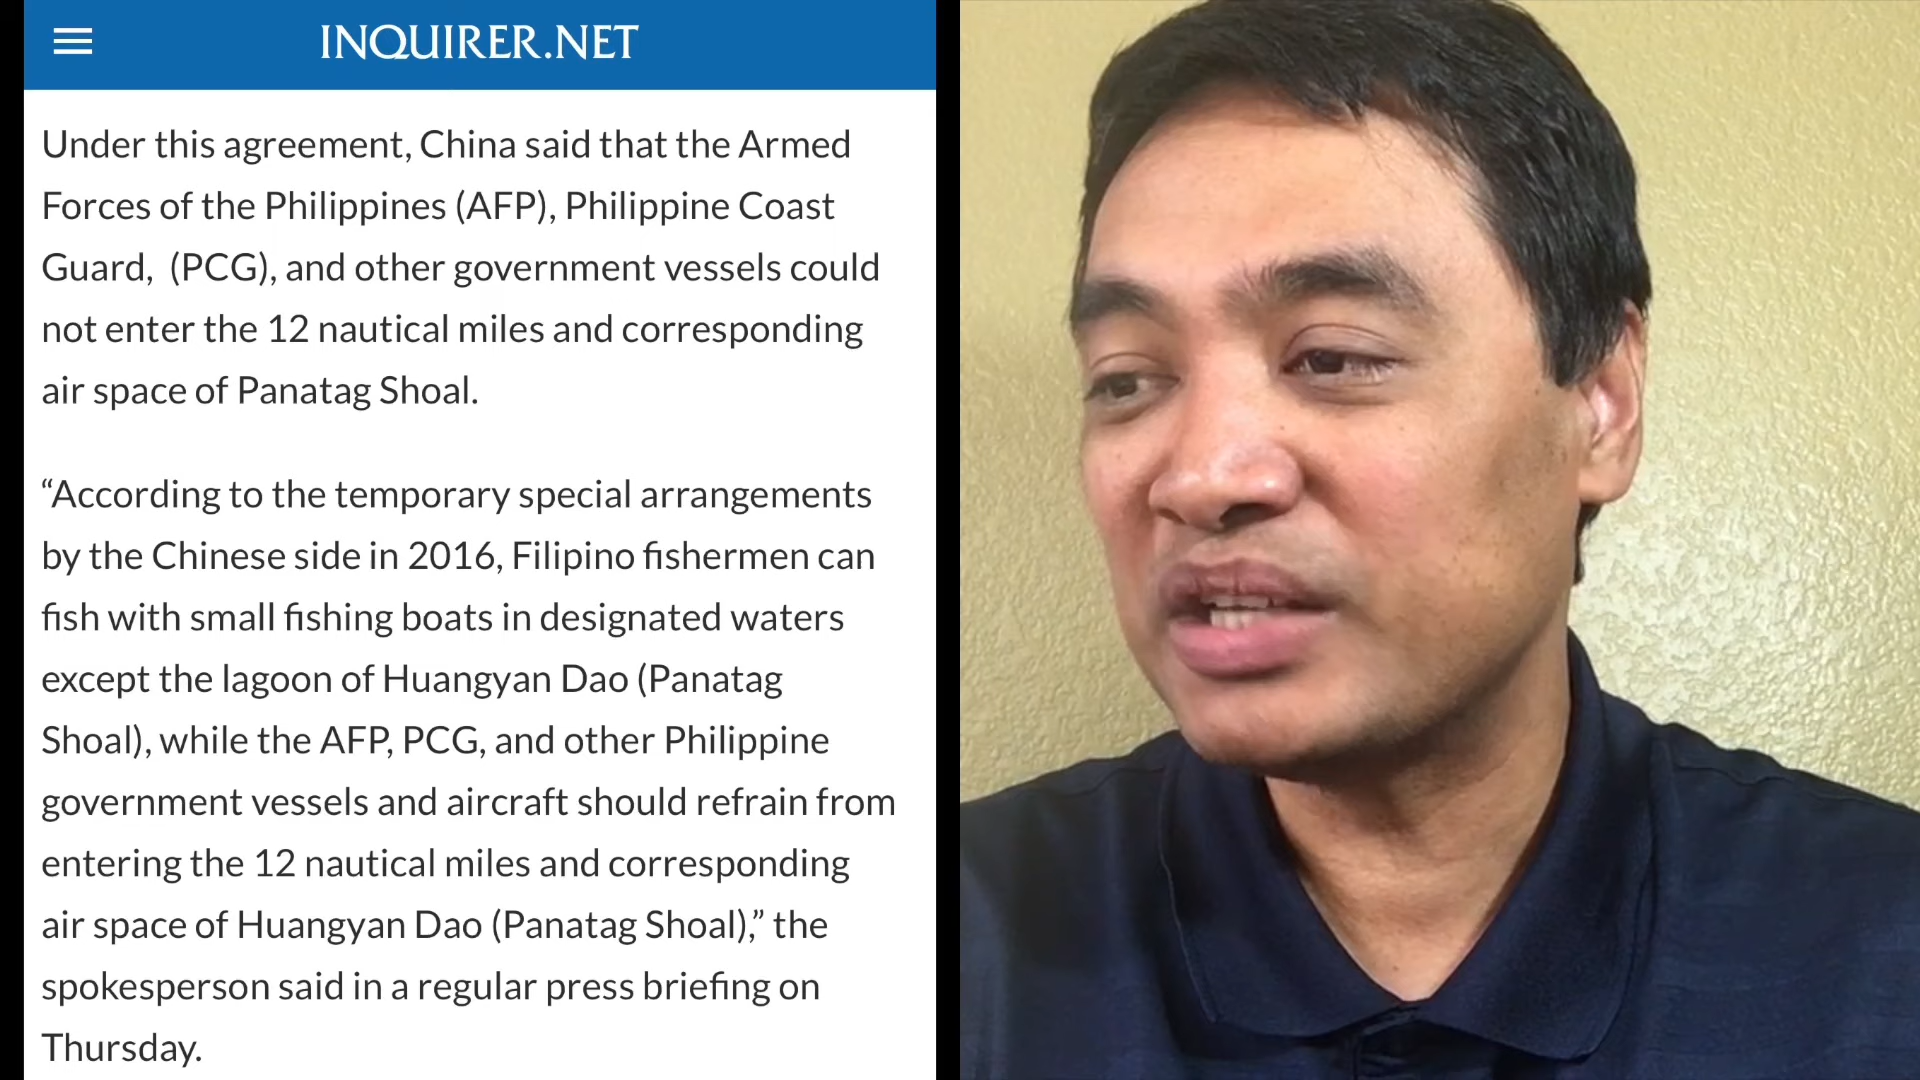 INQUIRER.NET
Under this agreement, China said that the Armed
Forces of the Philippines (AFP), Philippine Coast
Guard,  (PCG), and other government vessels could
not enter the 12 nautical miles and corresponding
air space of Panatag Shoal.
“According to the temporary special arrangements
by the Chinese side in 2016, Filipino fishermen can
fish with small fishing boats in designated waters
except the lagoon of Huangyan Dao (Panatag
Shoal), while the AFP, PCG, and other Philippine
government vessels and aircraft should refrain from
entering the 12 nautical miles and corresponding
air space of Huangyan Dao (Panatag Shoal),” the
spokesperson said in a regular press briefing on
Thursday.